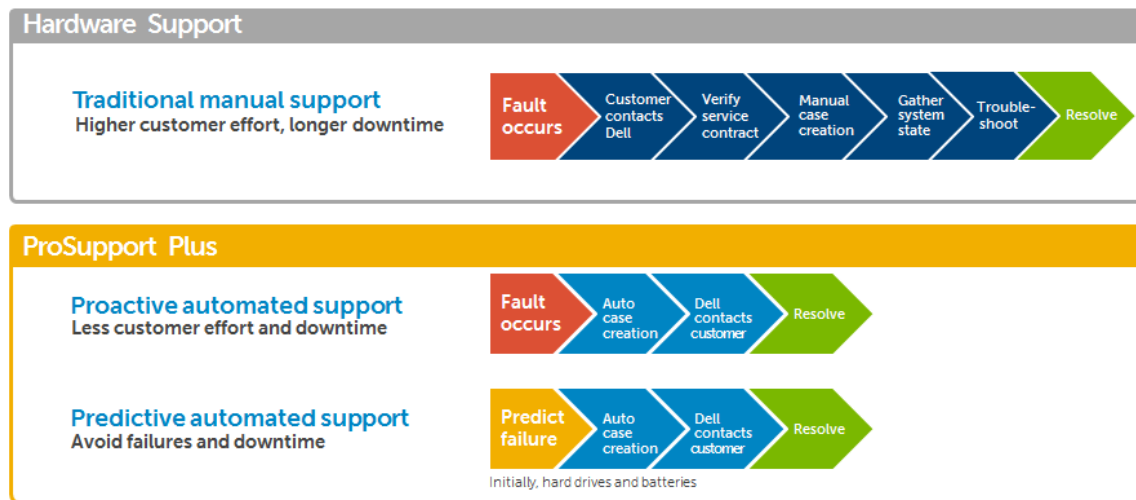 Hardware Support
Traditional manual support
Higher customer effort, longer downtime
Fault
occurs
Customer
contacts
Dell
Verify
service
contract
Manual
case
creation
Gather
system
state
Trouble-
shoot
Resolve
ProSupport Plus
Proactive automated support
Less customer effort and downtime
Fault
occurs
Auto
case
creation
Dell
contacts
customer
Resolve
Predictive automated support
Avoid failures and downtime
Predict
failure
Auto
case
creation
Dell
contacts
customer
Resolve
Initially, hard drives and batteries